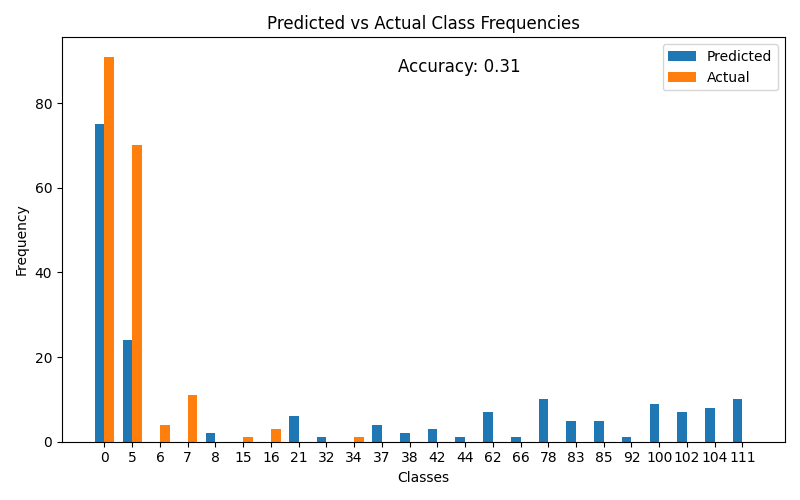 Predicted vs Actual Class Frequencies
Accuracy: 0.31
Predicted
Actual
Frequency
80
60
40
20
0
0 5 6 7 8 15 16 21 32 34 37 38 42 44 62 66 78 83 85 92 100 102 104 111
Classes